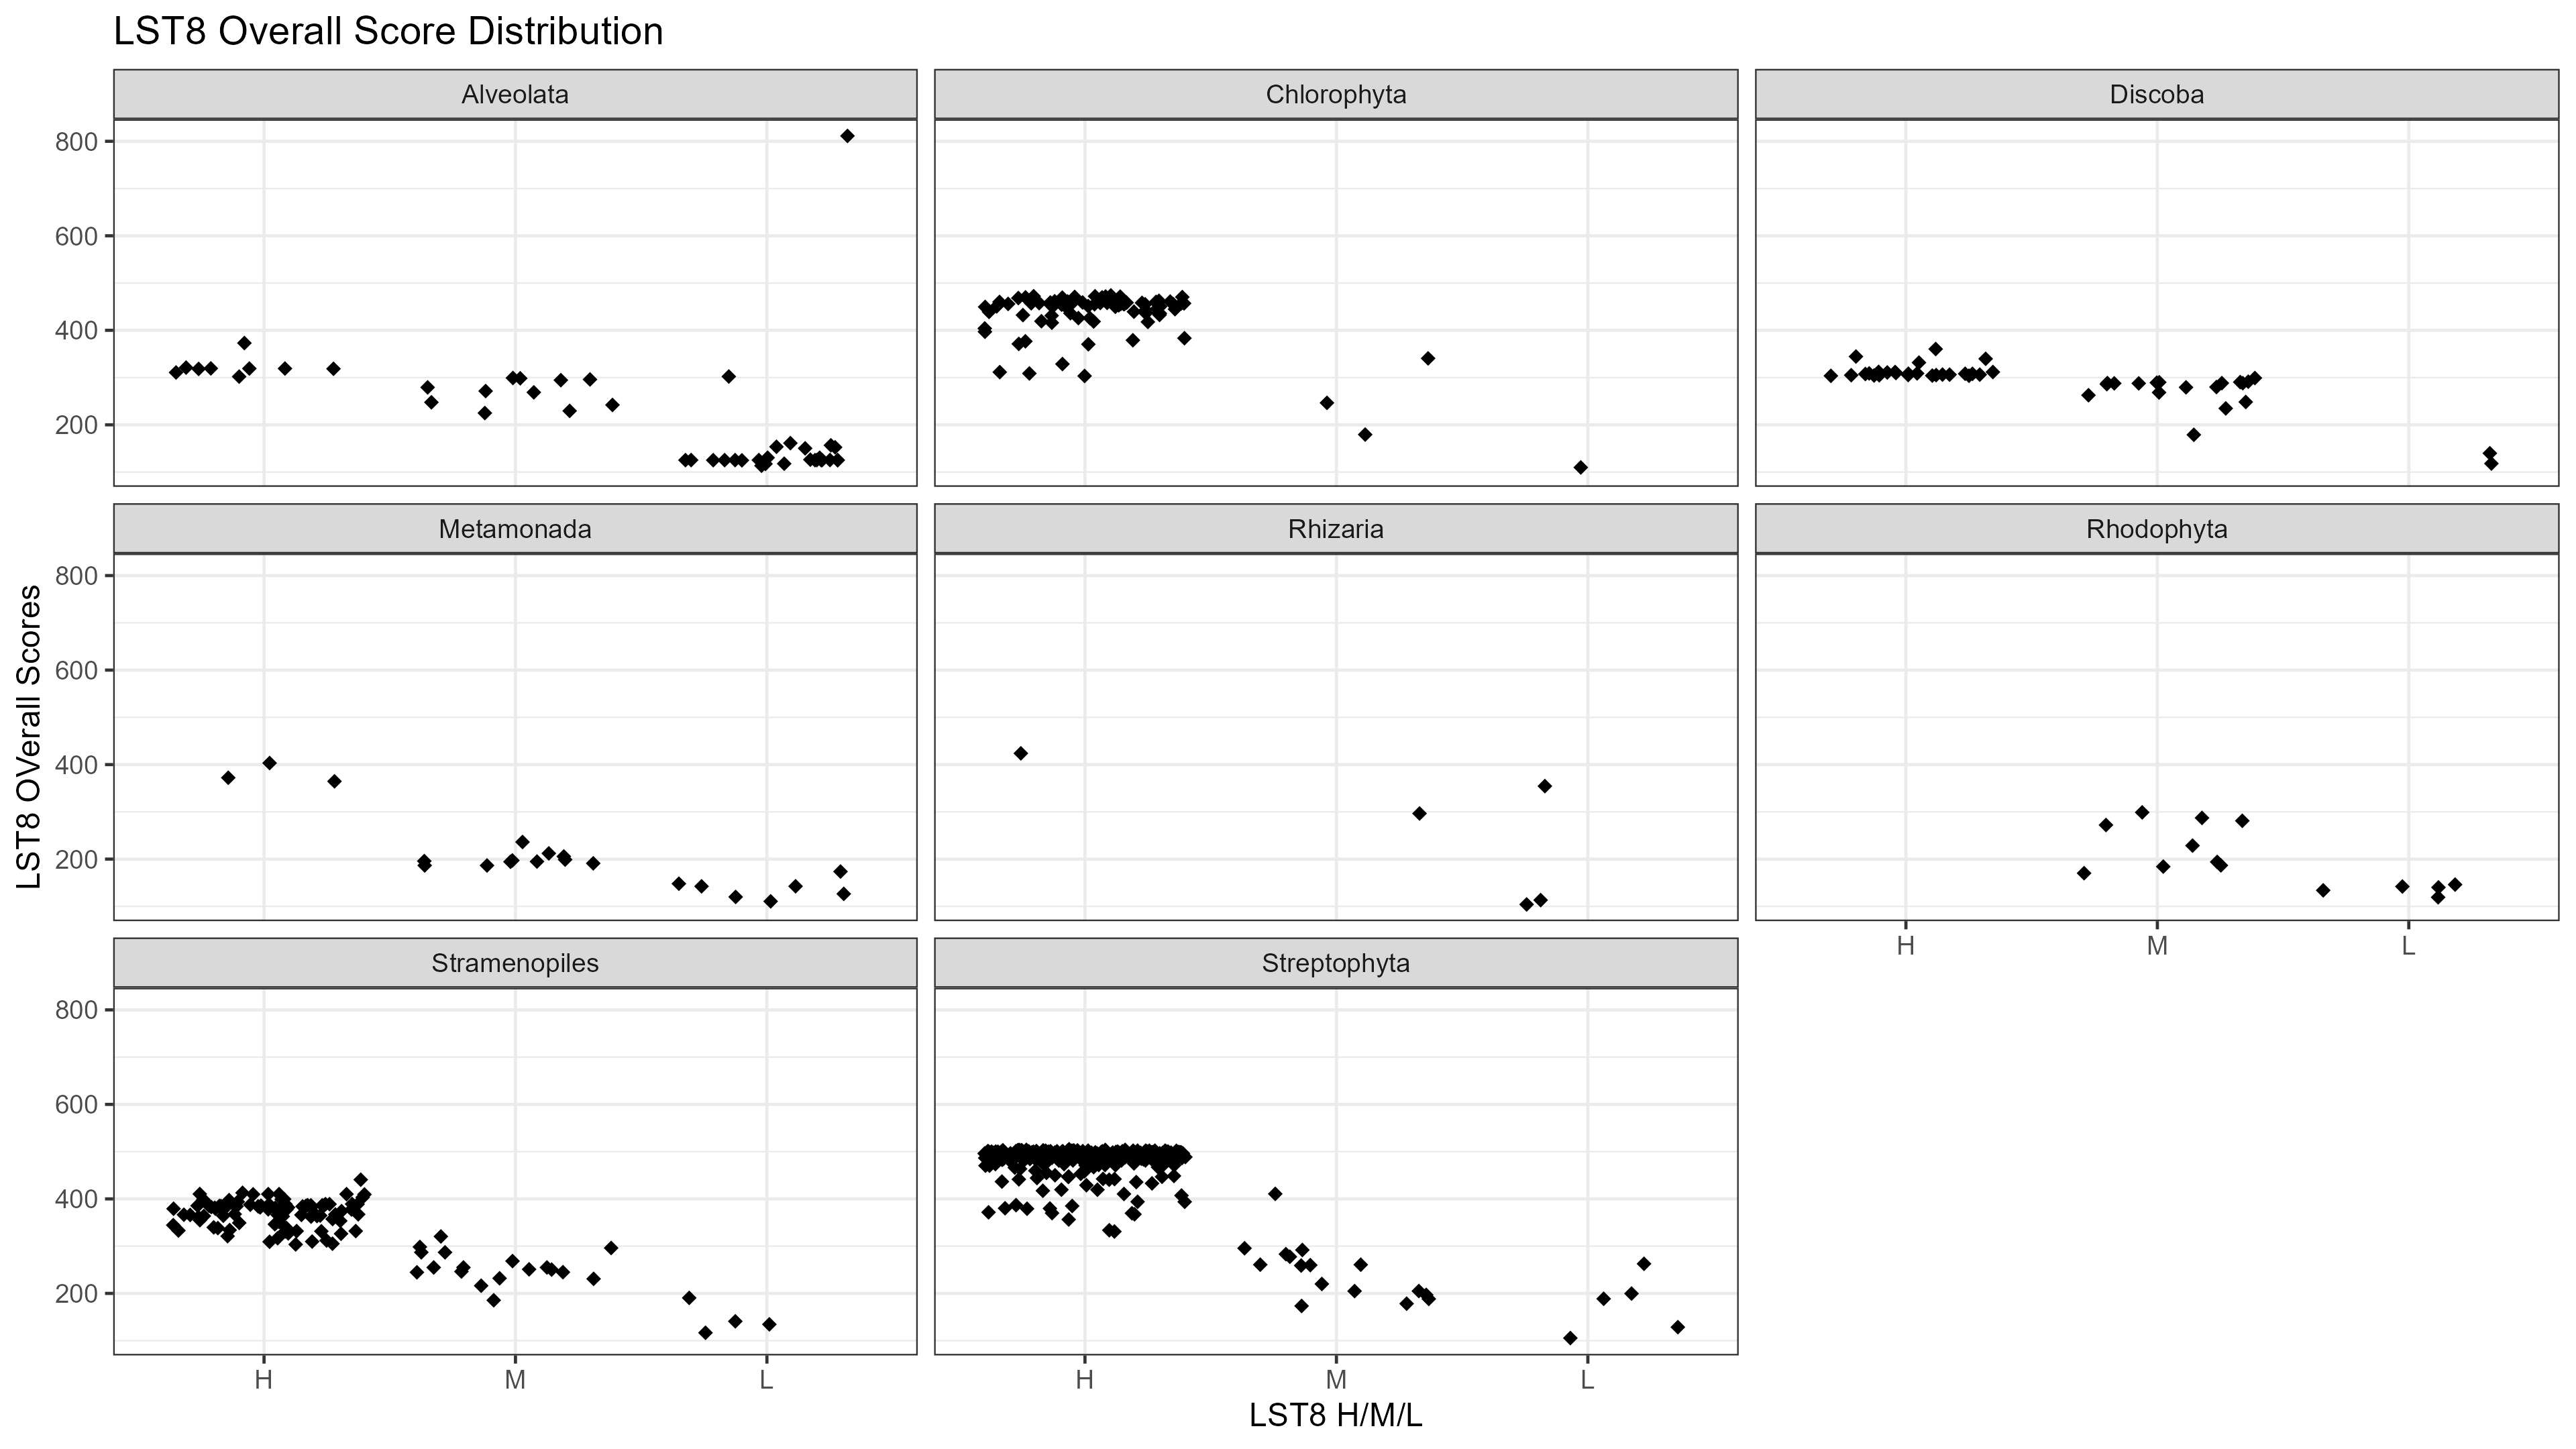 LST8 Overall Score Distribution
Alveolata
Chlorophyta
Discoba
800
600
400
200
Metamonada
Rhizaria
Rhodophyta
800
600
400
200
H M L
Stramenopiles
Streptophyta
800
600
400
200
H M L
H M L
LST8 H/M/L
LST8 OVerall Scores